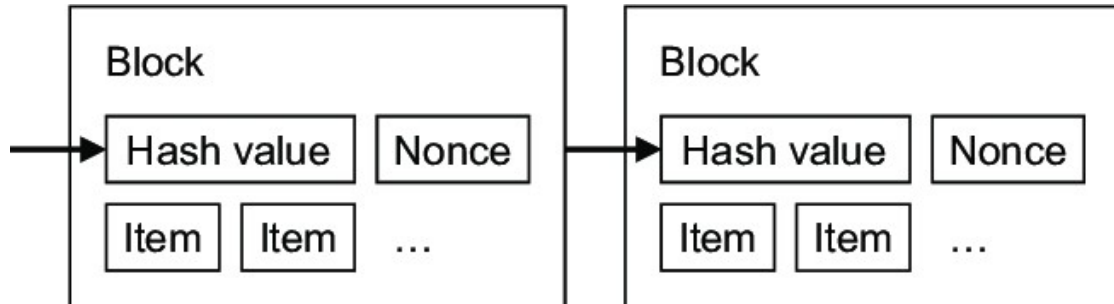 Block
Hash value Nonce
Item Item ...
Block
Hash value Nonce
Item Item ...